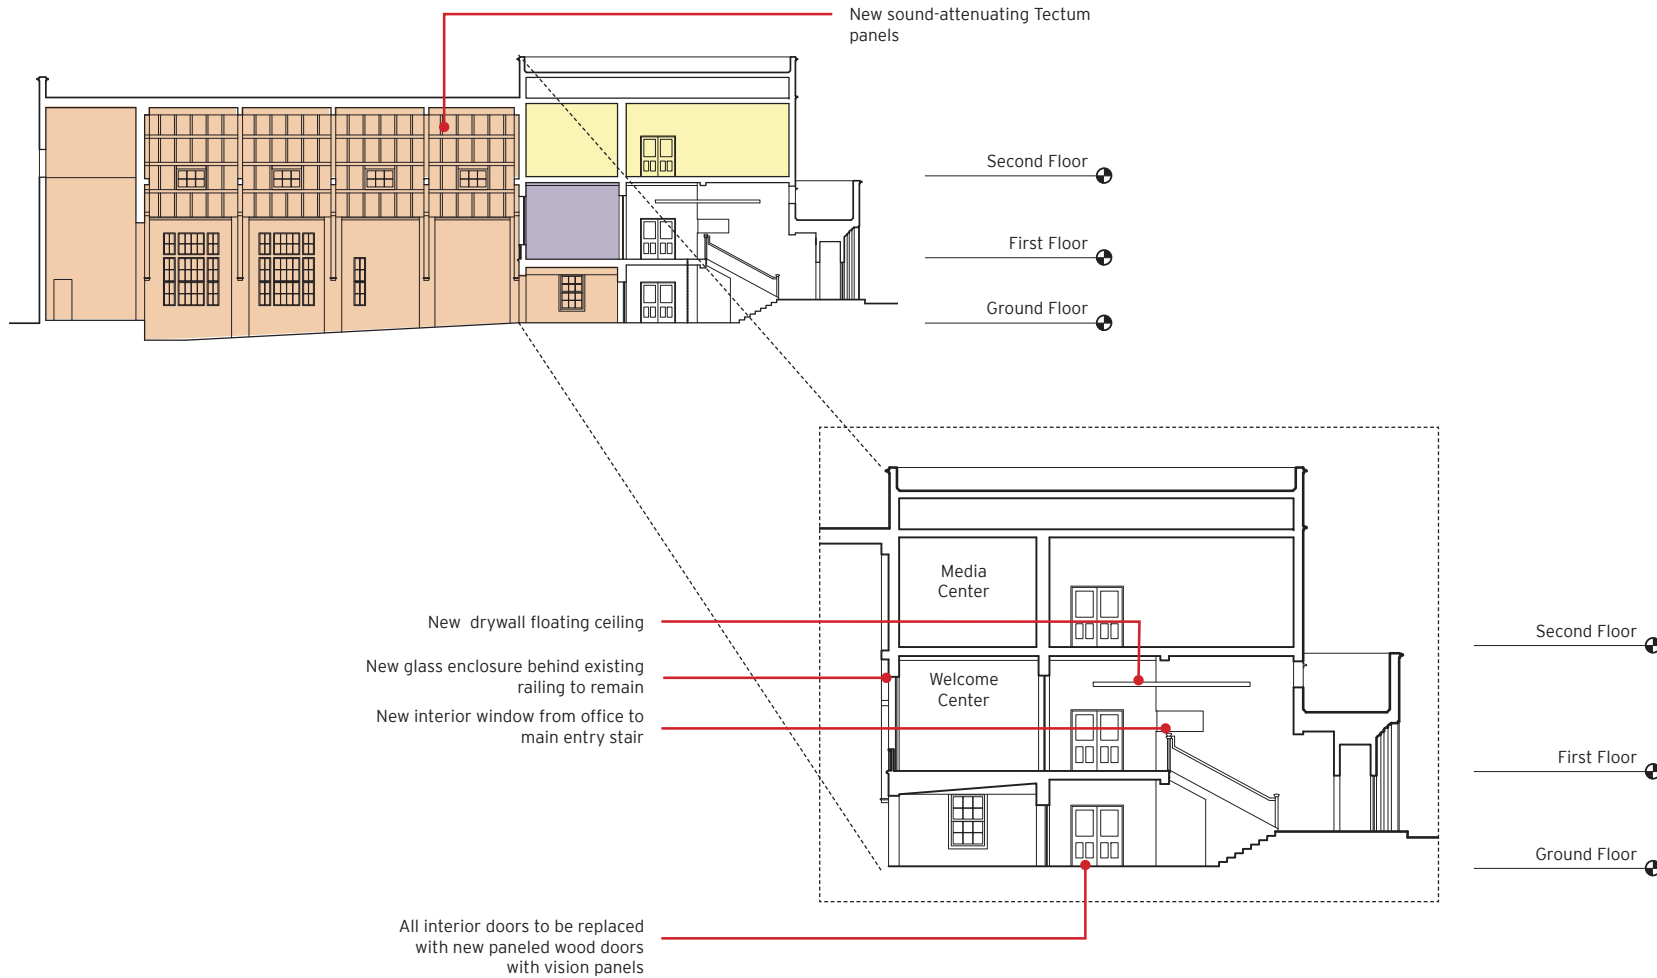 New sound-attenuating Tectum
panels
Second Floor
First Floor
Ground Floor
Media
Center
Welcome
Center
New drywall floating ceiling
New glass enclosure behind existing
railing to remain
New interior window from office to
main entry stair
Second Floor
First Floor
Ground Floor
All interior doors to be replaced
with new paneled wood doors
with vision panels